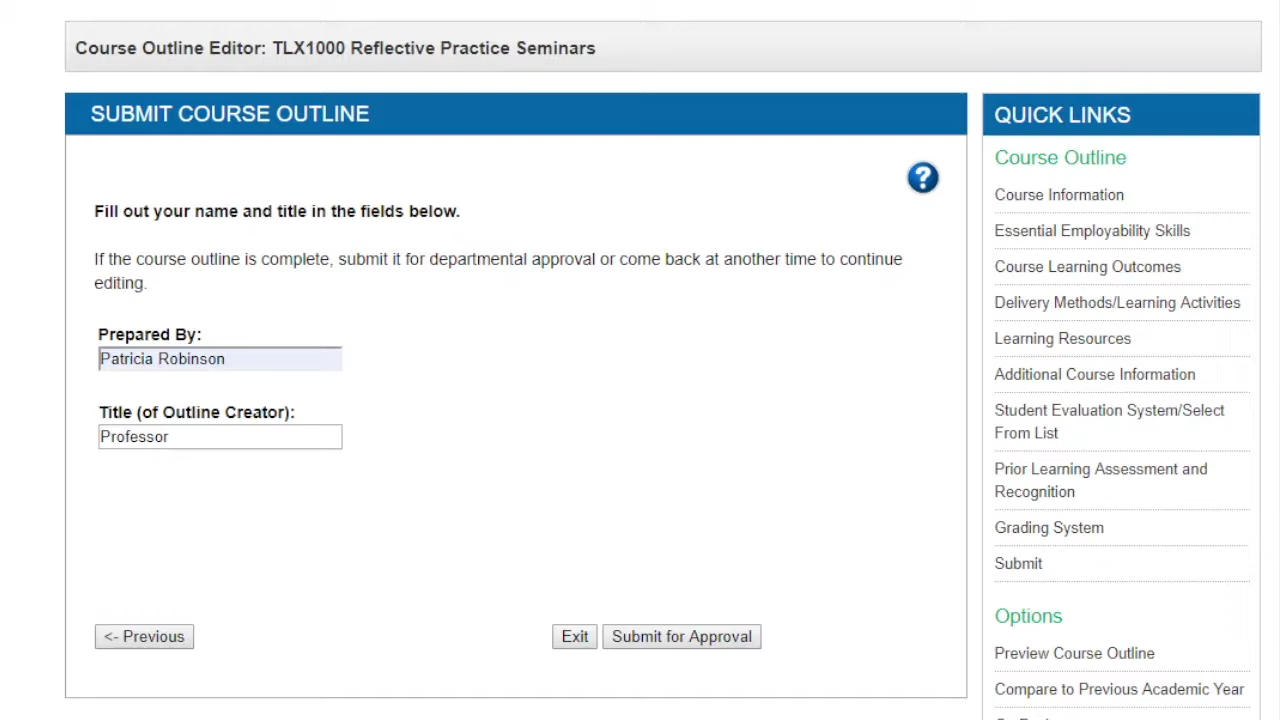 Course Outline Editor: TLX1000 Reflective Practice Seminars
SUBMIT COURSE OUTLINE
?
Fill out your name and title in the fields below.
If the course outline is complete, submit it for departmental approval or come back at another time to continue
editing.
Prepared By:
Patricia Robinson
Title (of Outline Creator):
Professor
<- Previous
Exit
Submit for Approval
QUICK LINKS
Course Outline
Course Information
Essential Employability Skills
Course Learning Outcomes
Delivery Methods/Learning Activities
Learning Resources
Additional Course Information
Student Evaluation System/Select
From List
Prior Learning Assessment and
Recognition
Grading System
Submit
Options
Preview Course Outline
Compare to Previous Academic Year